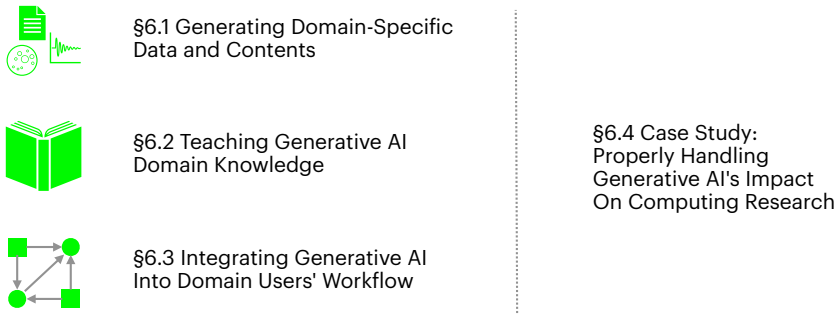 §6.1 Generating Domain-Specific
Data and Contents
§6.2 Teaching Generative AI
Domain Knowledge
§6.3 Integrating Generative AI
Into Domain Users' Workflow
§6.4 Case Study:
Properly Handling
Generative AI's Impact
On Computing Research